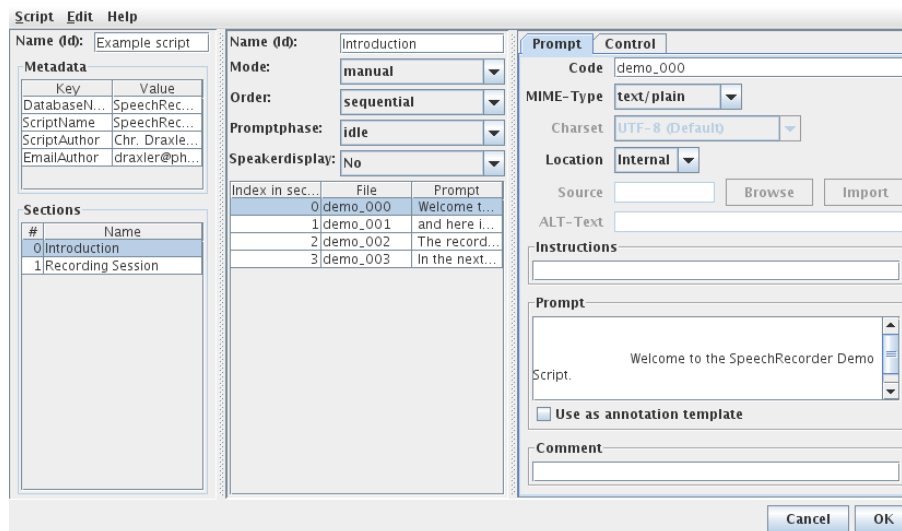 Script Edit Help
Name (Id): Example script
Metadata
Key Value
DatabaseN... SpeechRec...
ScriptName SpeechRec...
ScriptAuthor Chr. Draxle...
EmailAuthor draxler@ph...
Sections
# Name
0 Introduction
1 Recording Session
Name (Id): Introduction
Mode: manual
Order: sequential
Promptphase: idle
Speakerdisplay: No
Index in sec... File Prompt
0 demo_000 Welcome t...
1 demo_001 and here i...
2 demo_002 The record...
3 demo_003 In the next...
Prompt Control
Code demo_000
MIME-Type text/plain
Charset UTF-8 (Default)
Location Internal
Source Browse Import
ALT-Text
Instructions
Prompt
Welcome to the SpeechRecorder Demo
Script.
Use as annotation template
Comment
Cancel OK